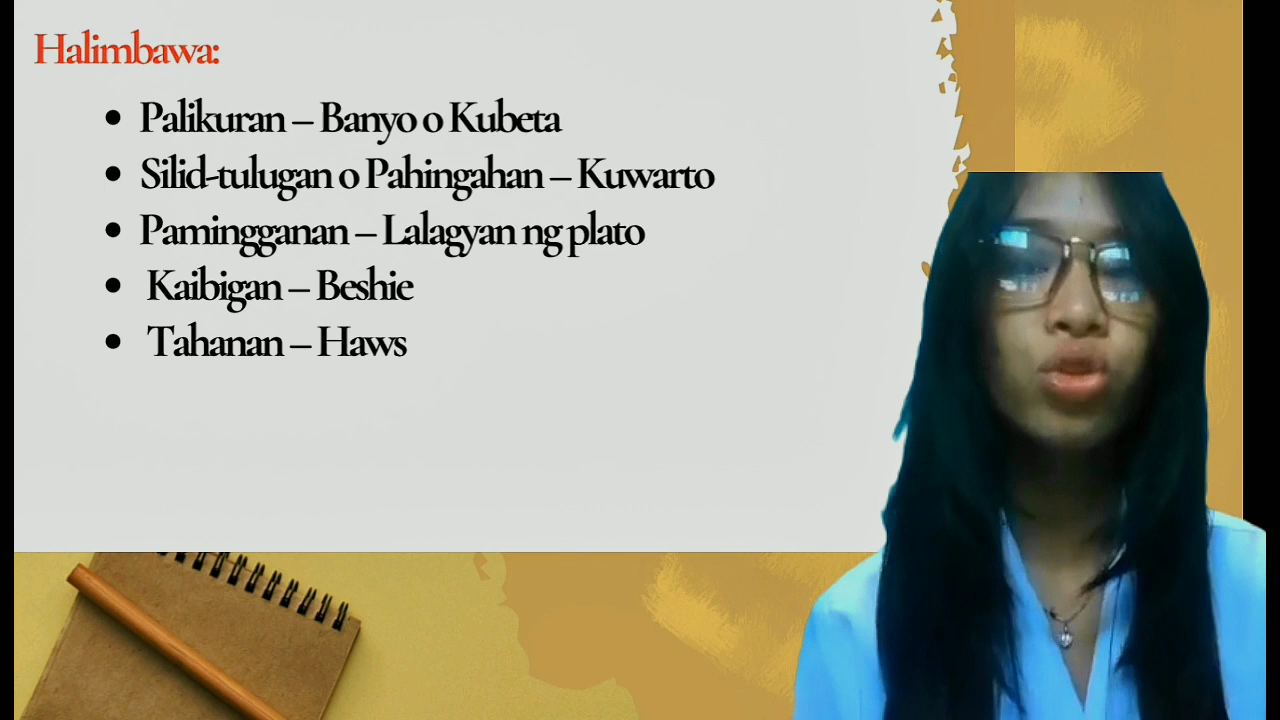 Halimbawa:
• Palikuran – Banyo o Kubeta
• Silid-tulugan o Pahingahan – Kuwarto
• Pamingganan – Lalagyan ng plato
• Kaibigan – Beshie
• Tahanan – Haws